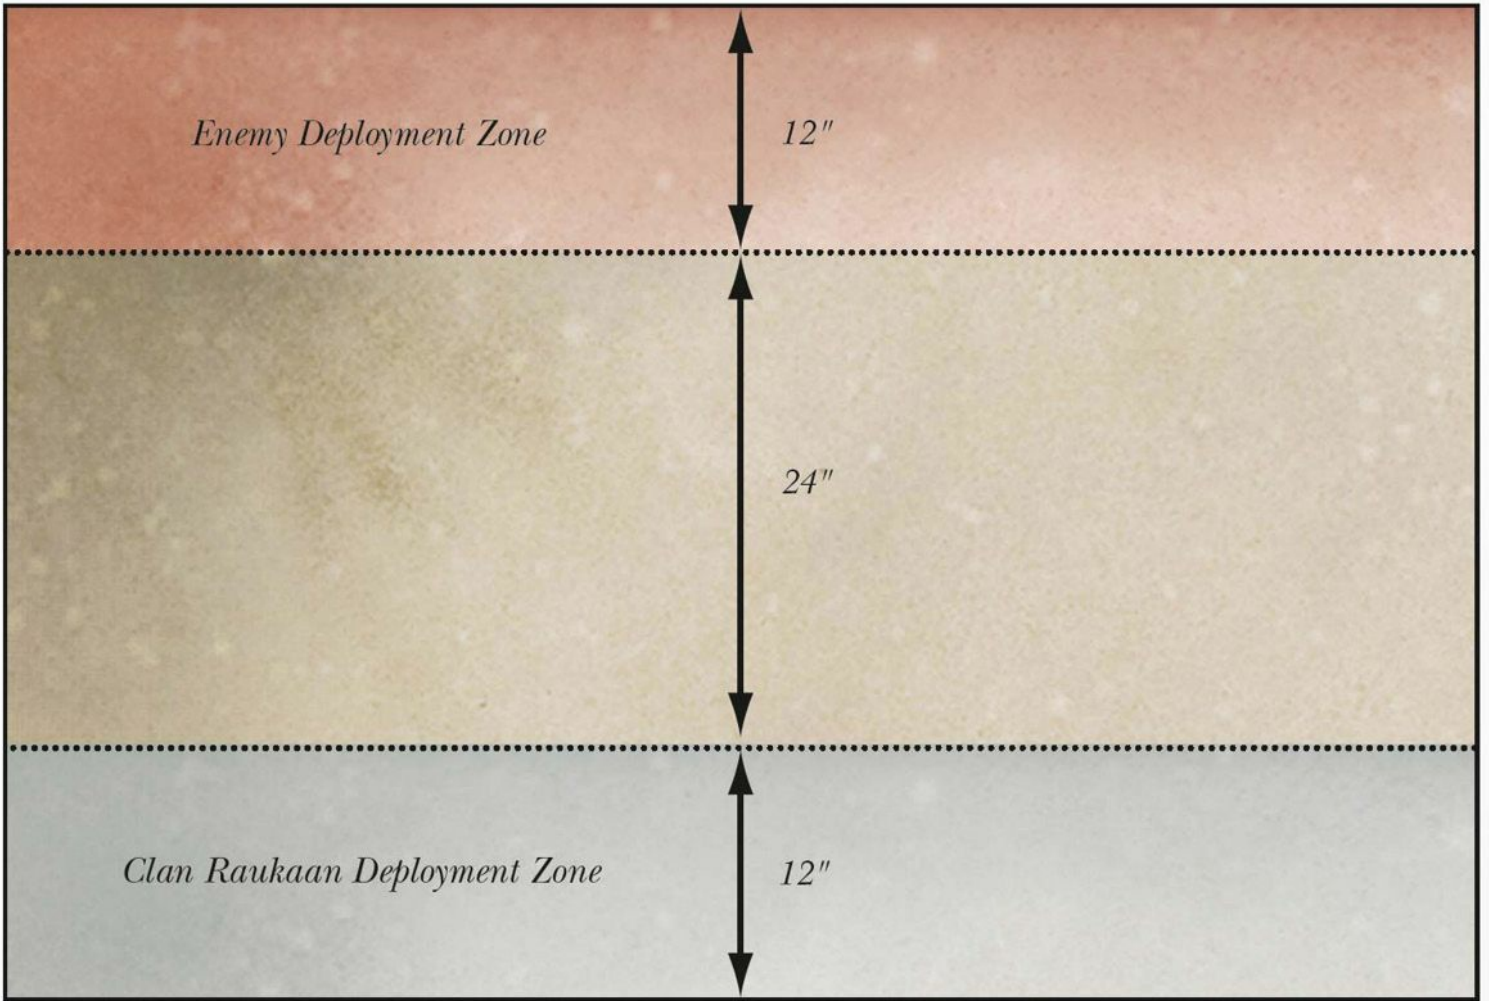 Enemy Deployment Zone
12"
24"
Clan Raukaan Deployment Zone
12"